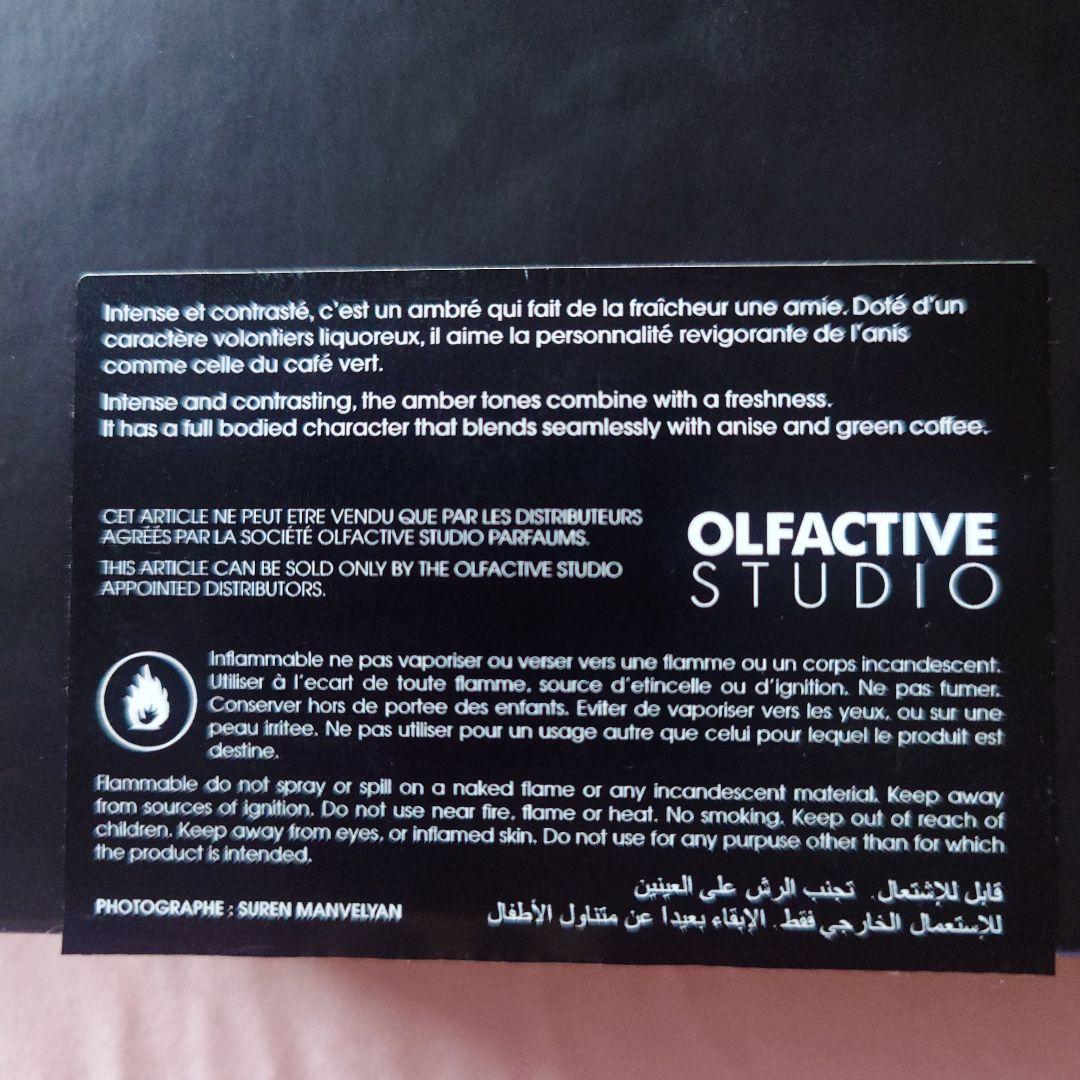 Intense et contrasté, c'est un ambré qui fait de la fraîcheur une amie. Doté d'un
caractère volontiers liquoreux, il aime la personnalité revigorante de l'anis
comme celle du café vert.
Intense and contrasting, the amber tones combine with a freshness.
It has a full bodied character that blends seamlessly with anise and green coffee.
CET ARTICLE NE PEUT ETRE VENDU QUE PAR LES DISTRIBUTEURS
AGRÉÉS PAR LA SOCIÉTÉ OLFACTIVE STUDIO PARFAUMS.
THIS ARTICLE CAN BE SOLD ONLY BY THE OLFACTIVE STUDIO
APPOINTED DISTRIBUTORS.
OLFACTIVE
STUDIO
Inflammable ne pas vaporiser ou verser vers une flamme ou un corps incandescent.
Utiliser à l'ecart de toute flamme, source d'etincelle ou d'ignition. Ne pas fumer.
Conserver hors de portee des enfants. Eviter de vaporiser vers les yeux, ou sur une
peau irritee. Ne pas utiliser pour un usage autre que celui pour lequel le produit est
destine.
Flammable do not spray or spill on a naked flame or any incandescent material. Keep away
from sources of ignition. Do not use near fire, flame or heat. No smoking. Keep out of reach of
children. Keep away from eyes, or inflamed skin. Do not use for any purpuse other than for which
the product is intended.
قابل للإشتعال. تجنب الرش على العينين
للإستعمال الخارجي فقط. الإبقاء بعيداً عن متناول الأطفال
PHOTOGRAPHE : SUREN MANVELYAN